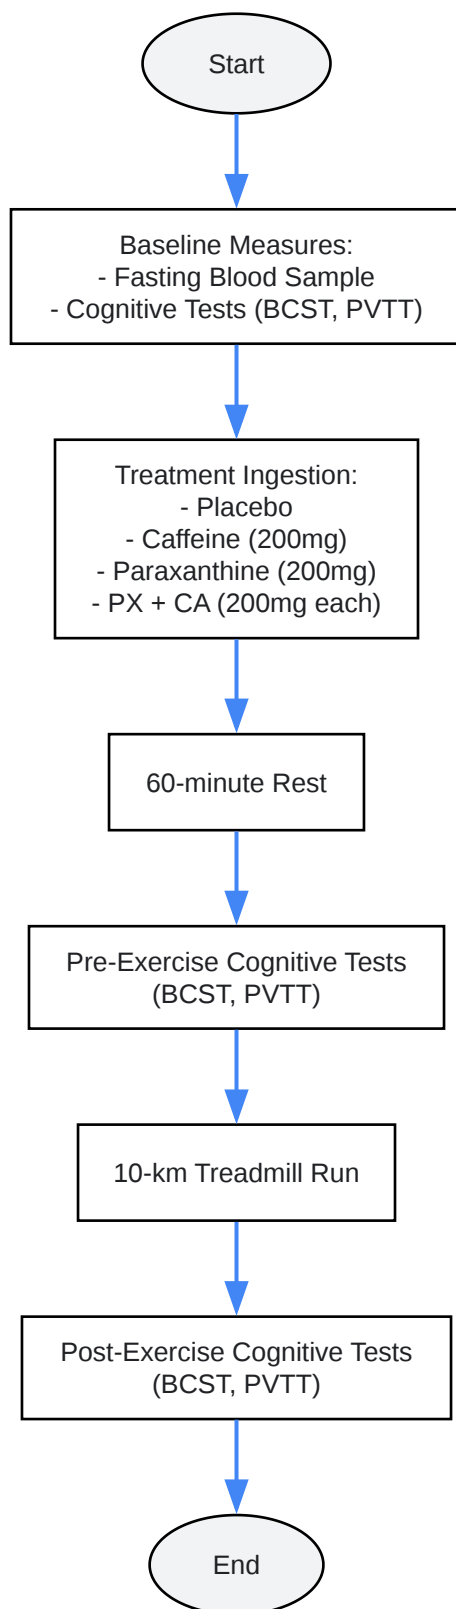 Start
Baseline Measures:
- Fasting Blood Sample
- Cognitive Tests (BCST, PVTT)
Treatment Ingestion:
- Placebo
- Caffeine (200mg)
- Paraxanthine (200mg)
- PX + CA (200mg each)
60-minute Rest
Pre-Exercise Cognitive Tests
(BCST, PVTT)
10-km Treadmill Run
Post-Exercise Cognitive Tests
(BCST, PVTT)
End